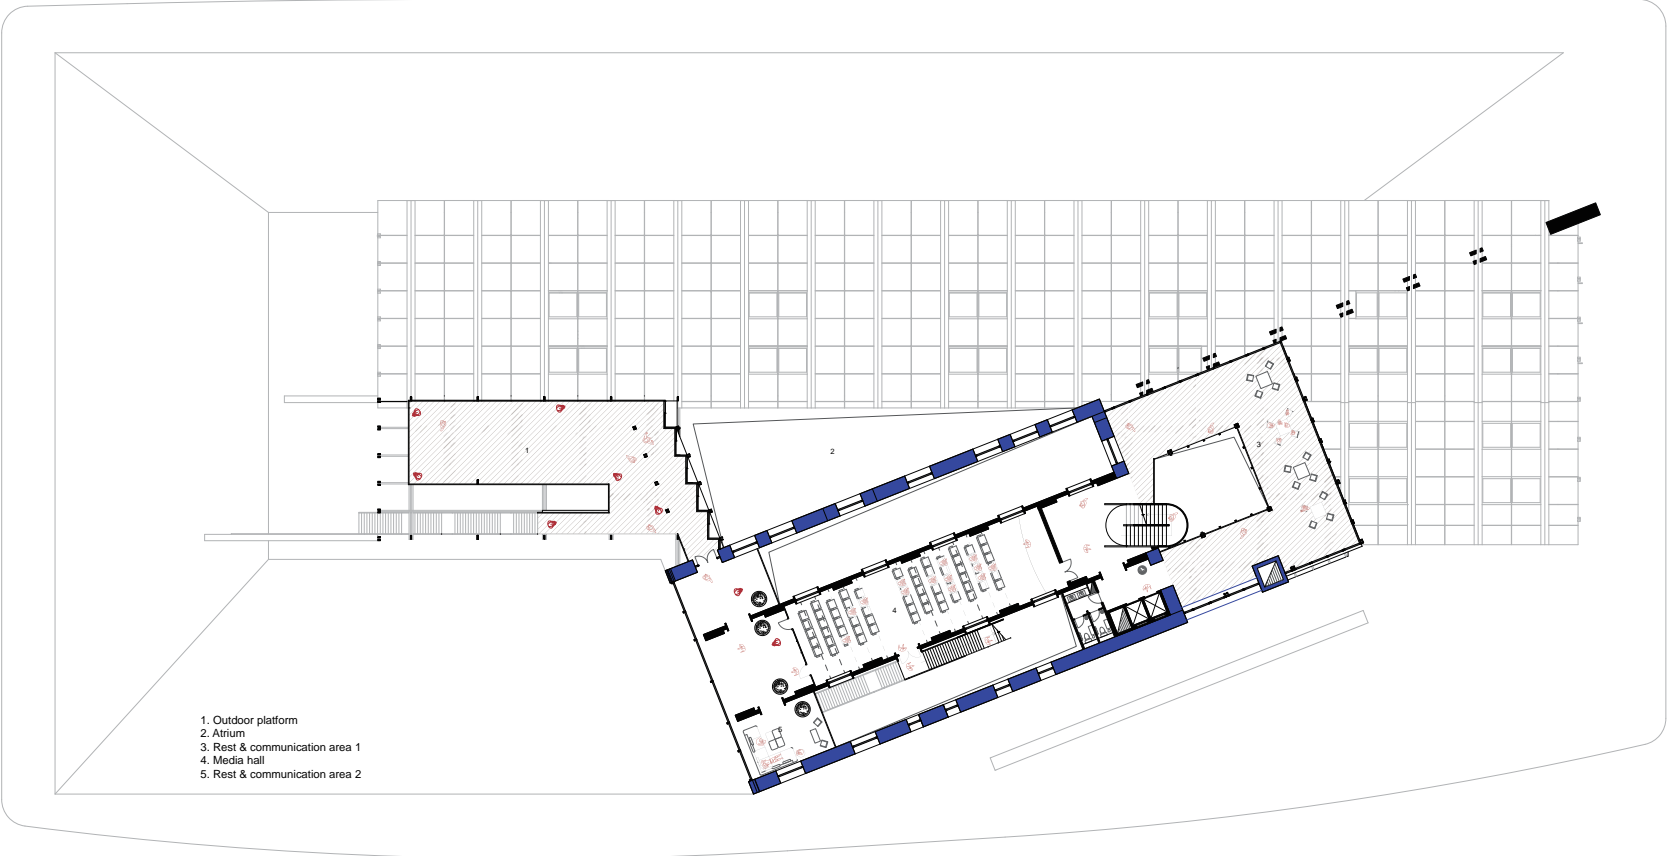 1
2
3
4
5
1. Outdoor platform
2. Atrium
3. Rest & communication area 1
4. Media hall
5. Rest & communication area 2